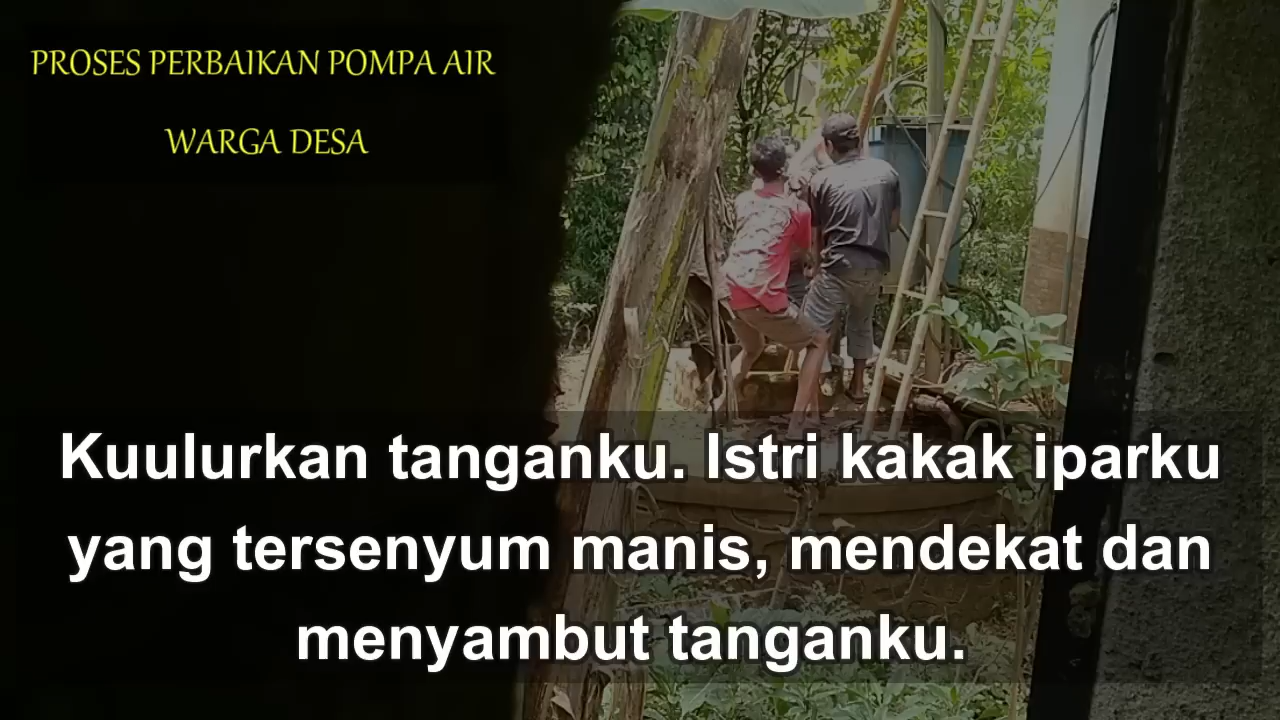 PROSES PERBAIKAN POMPA AIR
WARGA DESA
Kuulurkan tanganku. Istri kakak iparku
yang tersenyum manis, mendekat dan
menyambut tanganku.